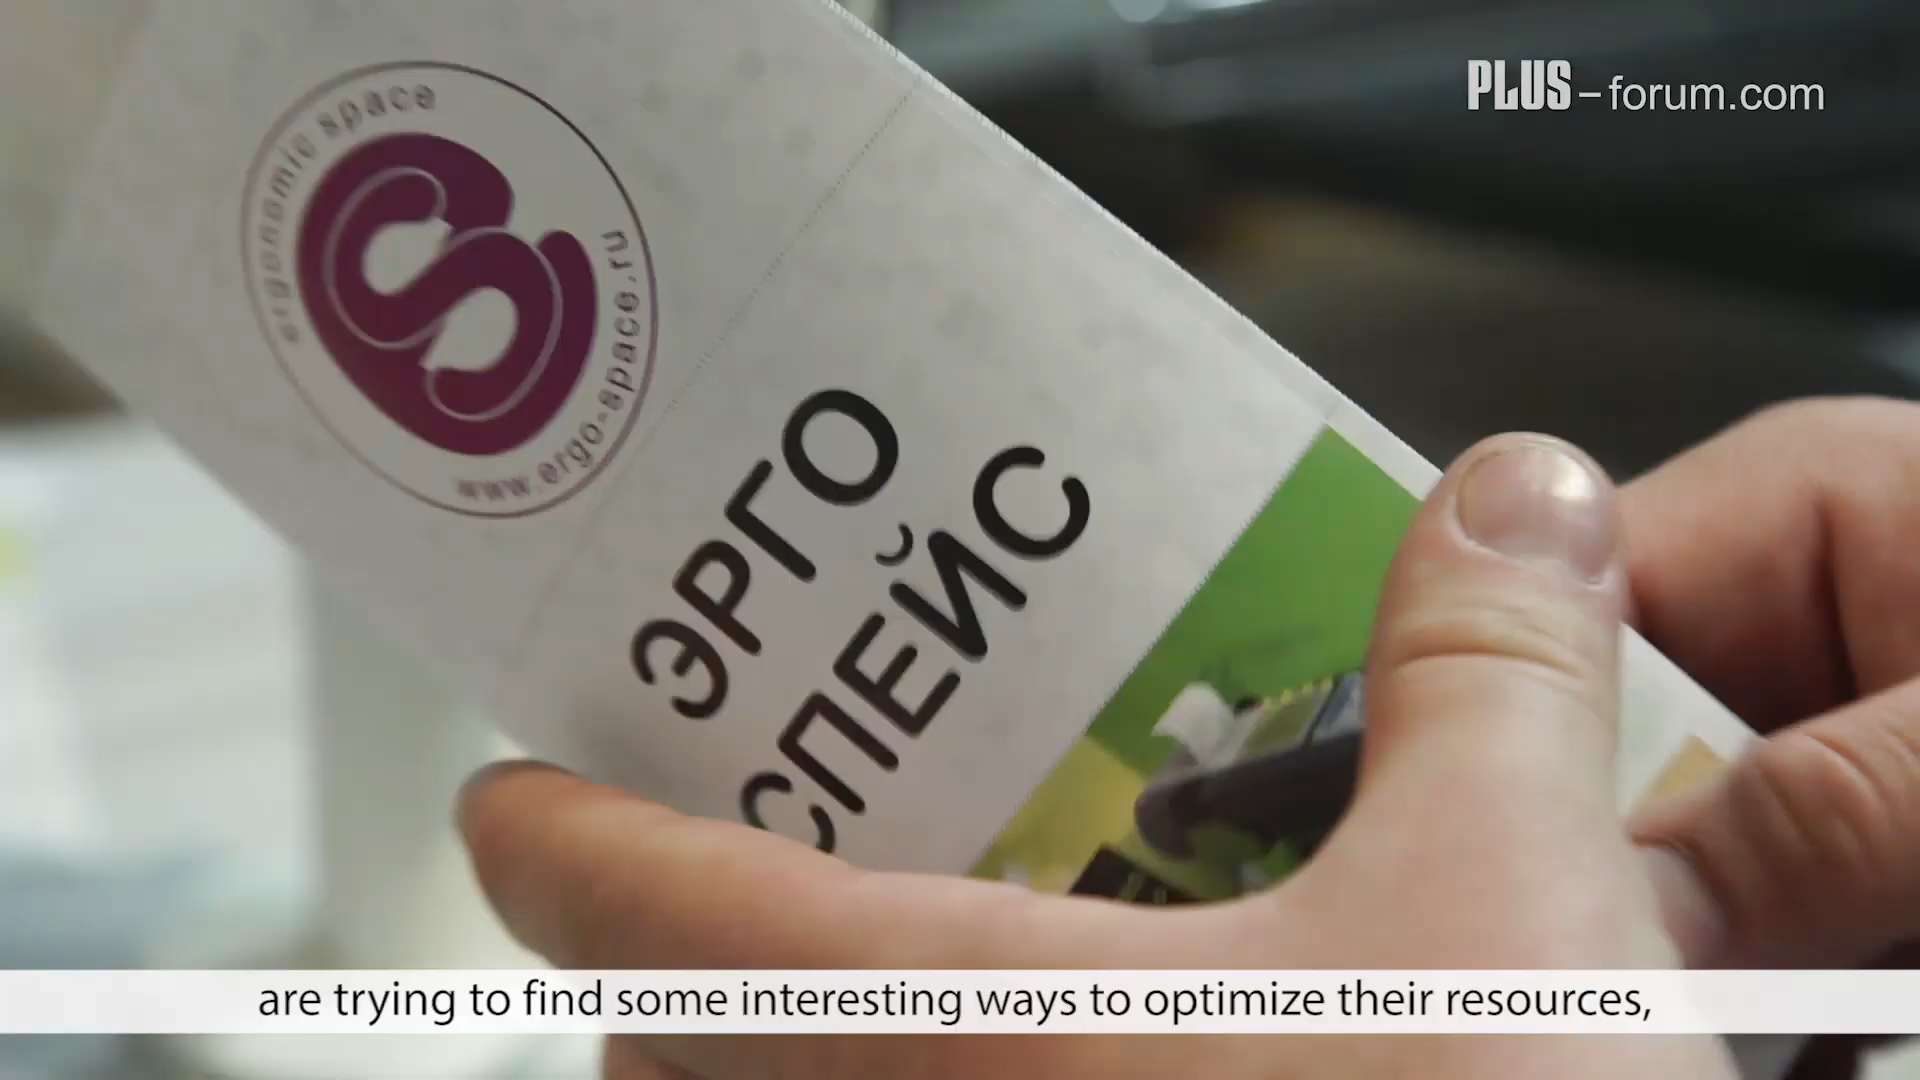 PLUS – forum.com
ergonomic space
www.ergo-space.ru
ЭРГО
СПЕЙС
are trying to find some interesting ways to optimize their resources,